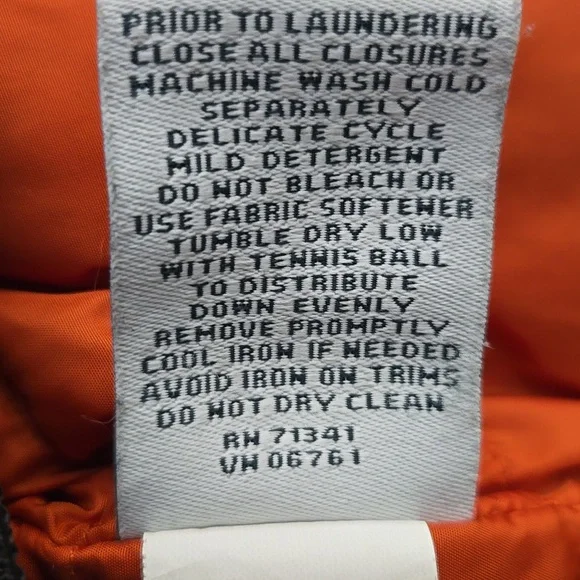 PRIOR TO LAUNDERING
CLOSE ALL CLOSURES
MACHINE WASH COLD
SEPARATELY
DELICATE CYCLE
MILD DETERGENT
DO NOT BLEACH OR
USE FABRIC SOFTENER
TUMBLE DRY LOW
WITH TENNIS BALL
TO DISTRIBUTE
DOWN EVENLY
REMOVE PROMPTLY
COOL IRON IF NEEDED
AVOID IRON ON TRIMS
DO NOT DRY CLEAN
RN 71341
VN 06761